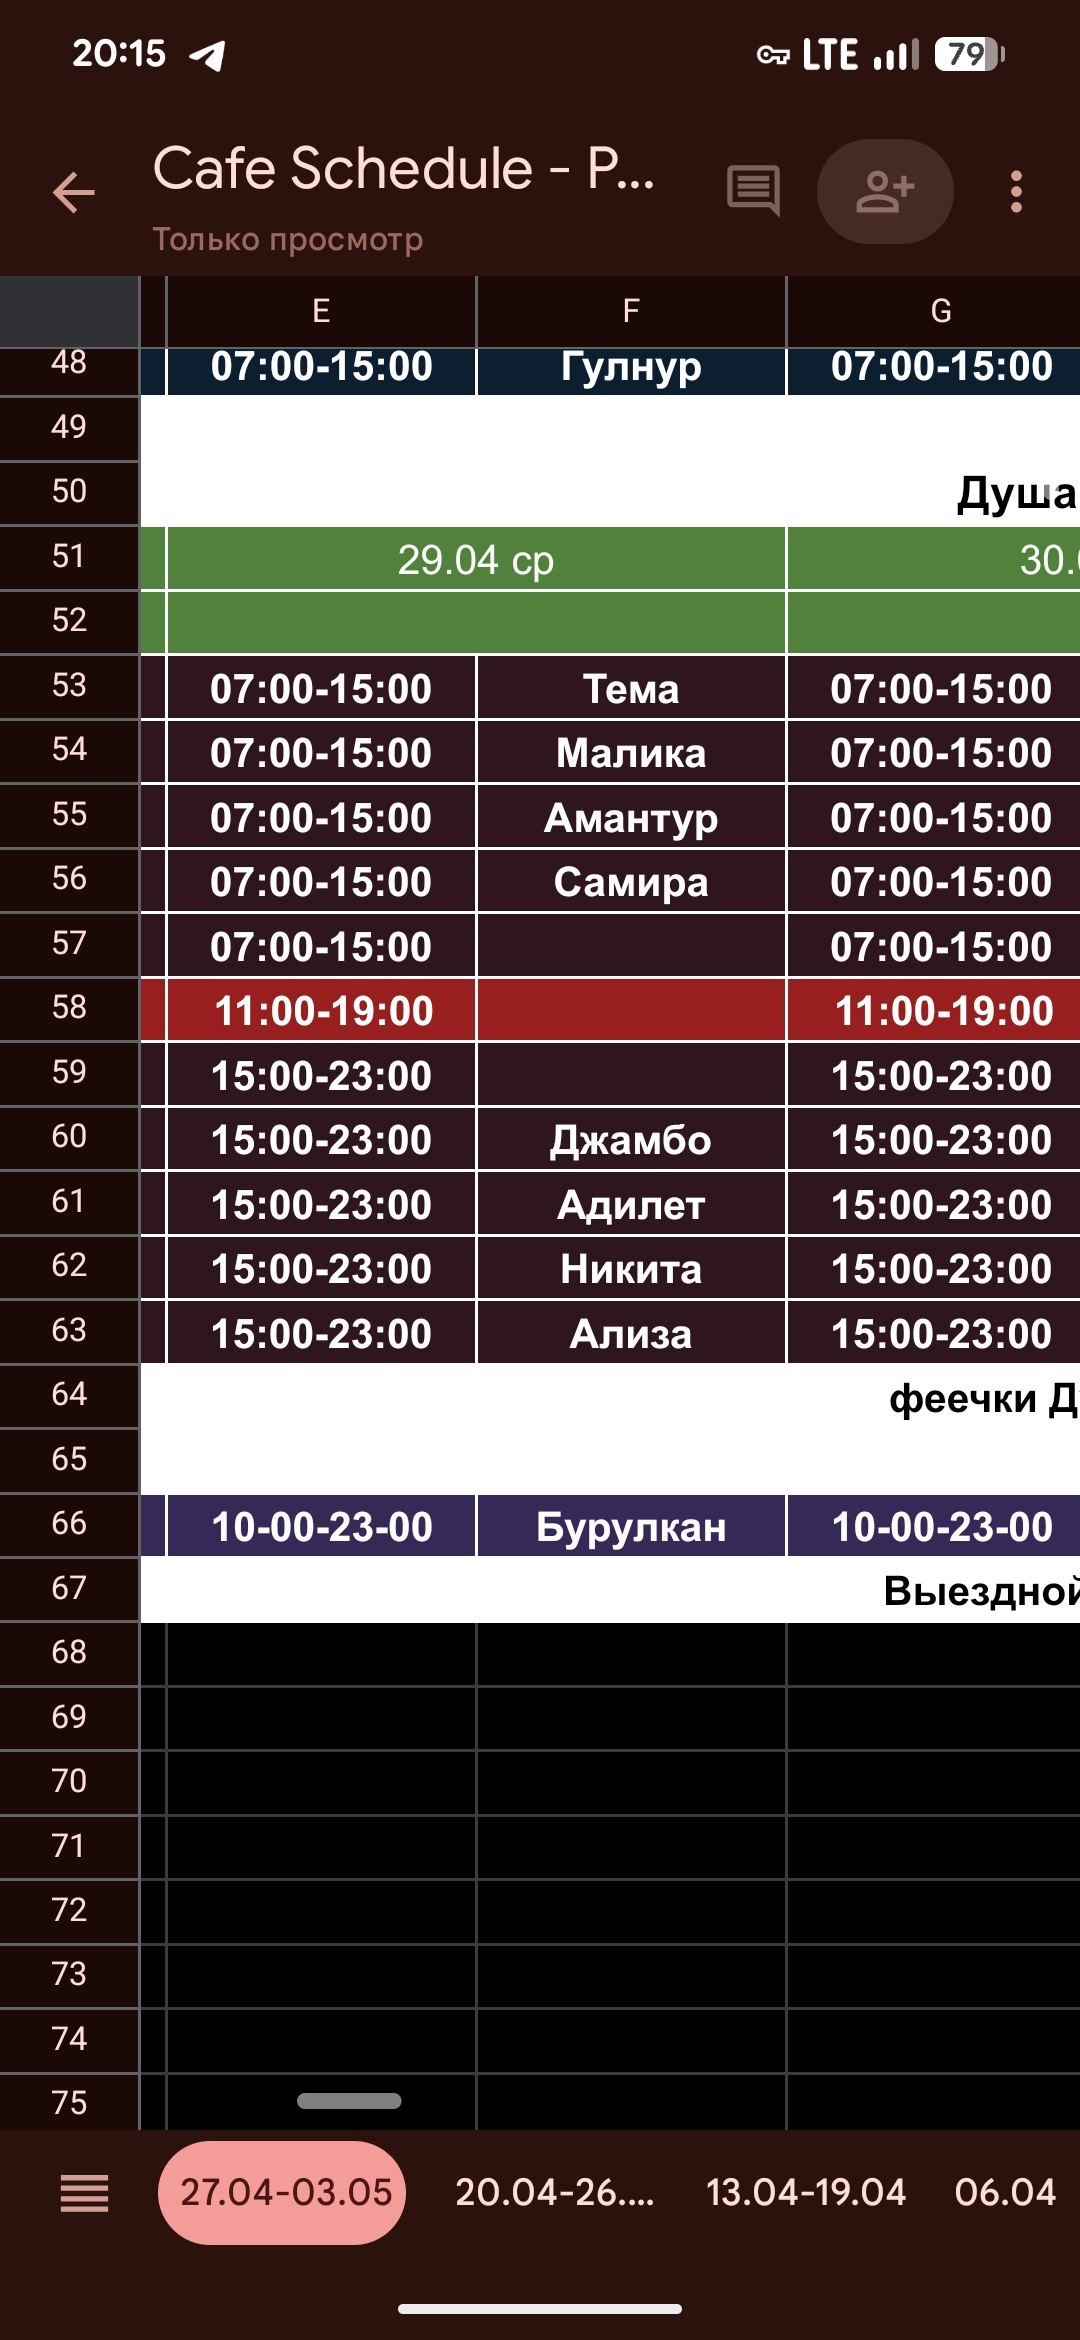 20:15 LTE 79
Cafe Schedule - P...
Только просмотр
E F G
48 07:00-15:00 Гулнур 07:00-15:00
49
50 Душа
51 29.04 ср 30.
52
53 07:00-15:00 Тема 07:00-15:00
54 07:00-15:00 Малика 07:00-15:00
55 07:00-15:00 Амантур 07:00-15:00
56 07:00-15:00 Самира 07:00-15:00
57 07:00-15:00 07:00-15:00
58 11:00-19:00 11:00-19:00
59 15:00-23:00 15:00-23:00
60 15:00-23:00 Джамбо 15:00-23:00
61 15:00-23:00 Адилет 15:00-23:00
62 15:00-23:00 Никита 15:00-23:00
63 15:00-23:00 Ализа 15:00-23:00
64 феечки Д
65
66 10-00-23-00 Бурулкан 10-00-23-00
67 Выездной
68
69
70
71
72
73
74
75
27.04-03.05 20.04-26.... 13.04-19.04 06.04